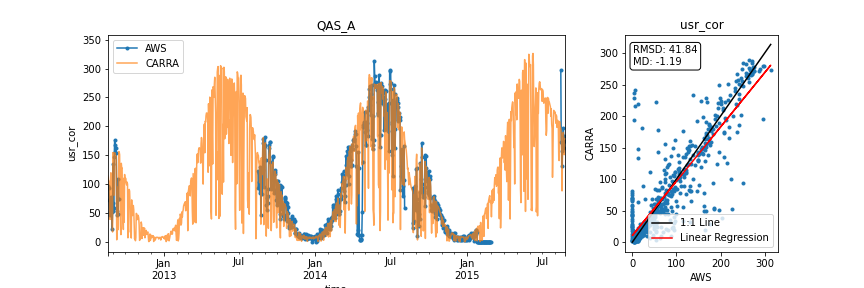 QAS_A
usr_cor
AWS
CARRA
350
300
250
200
150
100
50
0
usr_cor
Jan
2013
Jul
Jan
2014
Jul
Jan
2015
Jul
time
usr_cor
RMSD: 41.84
MD: -1.19
300
250
200
150
100
50
0
CARRA
1:1 Line
Linear Regression
0 100 200 300
AWS